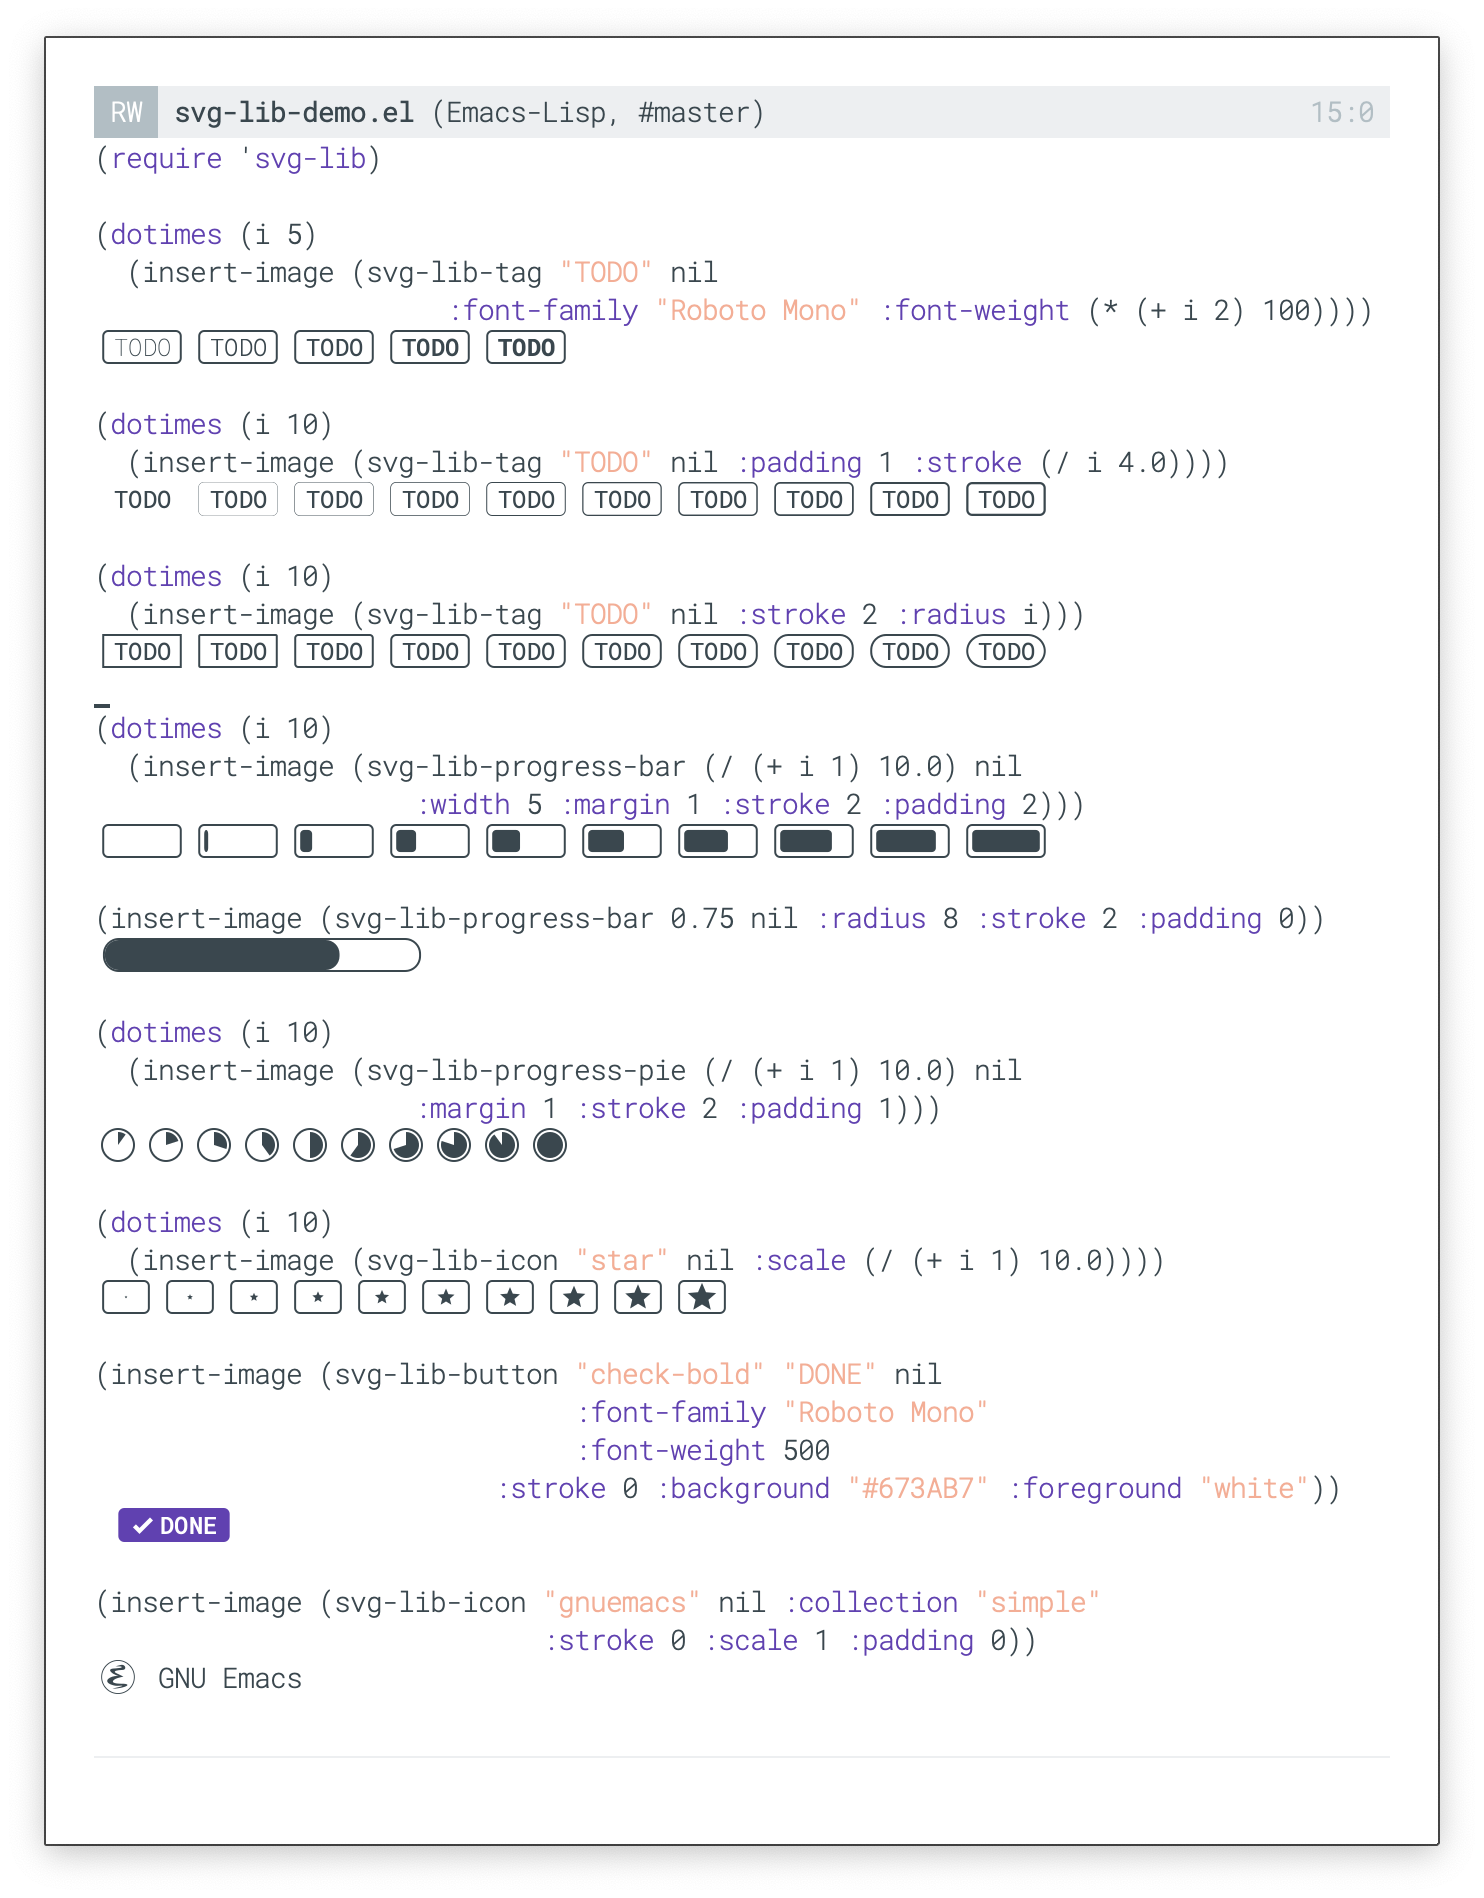 RW svg-lib-demo.el (Emacs-Lisp, #master) 15:0
(require 'svg-lib)
(dotimes (i 5)
(insert-image (svg-lib-tag "TODO" nil
:font-family "Roboto Mono" :font-weight (* (+ i 2) 100))))
TODO TODO TODO TODO TODO
(dotimes (i 10)
(insert-image (svg-lib-tag "TODO" nil :padding 1 :stroke (/ i 4.0))))
TODO TODO TODO TODO TODO TODO TODO TODO TODO TODO
(dotimes (i 10)
(insert-image (svg-lib-tag "TODO" nil :stroke 2 :radius i)))
TODO TODO TODO TODO TODO TODO TODO TODO TODO TODO
(dotimes (i 10)
(insert-image (svg-lib-progress-bar (/ (+ i 1) 10.0) nil
:width 5 :margin 1 :stroke 2 :padding 2)))
(insert-image (svg-lib-progress-bar 0.75 nil :radius 8 :stroke 2 :padding 0))
(dotimes (i 10)
(insert-image (svg-lib-progress-pie (/ (+ i 1) 10.0) nil
:margin 1 :stroke 2 :padding 1)))
(dotimes (i 10)
(insert-image (svg-lib-icon "star" nil :scale (/ (+ i 1) 10.0))))
(insert-image (svg-lib-button "check-bold" "DONE" nil
:font-family "Roboto Mono"
:font-weight 500
:stroke 0 :background "#673AB7" :foreground "white"))
DONE
(insert-image (svg-lib-icon "gnuemacs" nil :collection "simple"
:stroke 0 :scale 1 :padding 0))
GNU Emacs